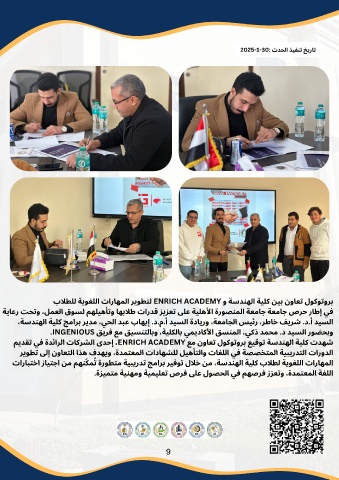 تاريخ تنفيذ الحدث :30-1-2025
بروتوكول تعاون بين كلية الهندسة و ENRICH ACADEMY لتطوير المهارات اللغوية للطلاب
في إطار حرص جامعة جامعة المنصورة الأهلية على تعزيز قدرات طلابها وتأهيلهم لسوق العمل، وتحت رعاية
السيد أ.د. شريف خاطر، رئيس الجامعة، وريادة السيد أ.م.د. إيهاب عبد الحي، مدير برامج كلية الهندسة،
وبحضور السيد د. محمد ذكي، المنسق الأكاديمي بالكلية، وبالتنسيق مع فريق INGENIOUS،
شهدت كلية الهندسة توقيع بروتوكول تعاون مع ENRICH ACADEMY، إحدى الشركات الرائدة في تقديم
الدورات التدريبية المتخصصة في اللغات والتأهيل للشهادات المعتمدة. ويهدف هذا التعاون إلى تطوير
المهارات اللغوية لطلاب كلية الهندسة، من خلال توفير برامج تدريبية متطورة تُمكّنهم من اجتياز اختبارات
اللغة المعتمدة، وتعزز فرصهم في الحصول على فرص تعليمية ومهنية متميزة.
9